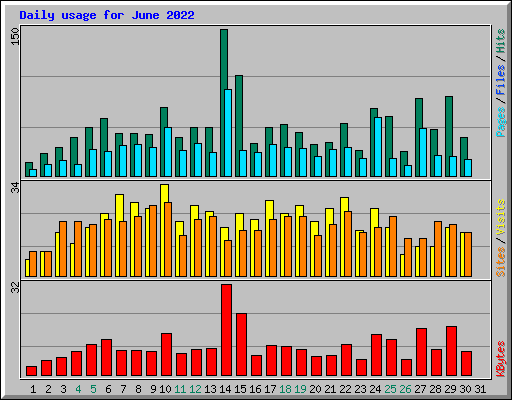 Daily usage for June 2022
150
34
32
Pages / Files / Hits
Sites / Visits
KBytes
1 2 3 4 5 6 7 8 9 10 11 12 13 14 15 16 17 18 19 20 21 22 23 24 25 26 27 28 29 30 31